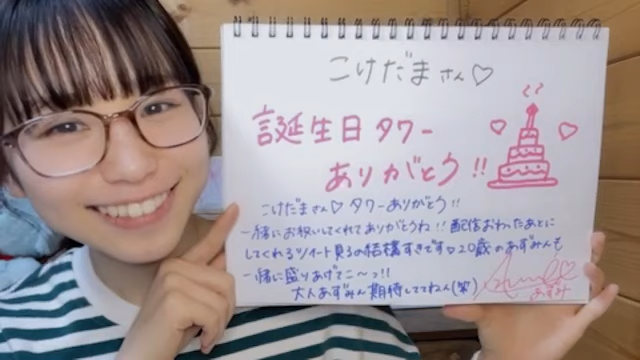 こけだまさん♡
誕生日タワー
ありがとう!!
こけだまさん♡タワーありがとう!!
一緒にお祝いしてくれてありがとうね!!配信おわったあとに
してくれるツイート見るの結構すきです♡20歳のあずみんも
一緒に盛りあげてこ〜っ!!
大人あずみん期待しててねん(笑)
あずみ